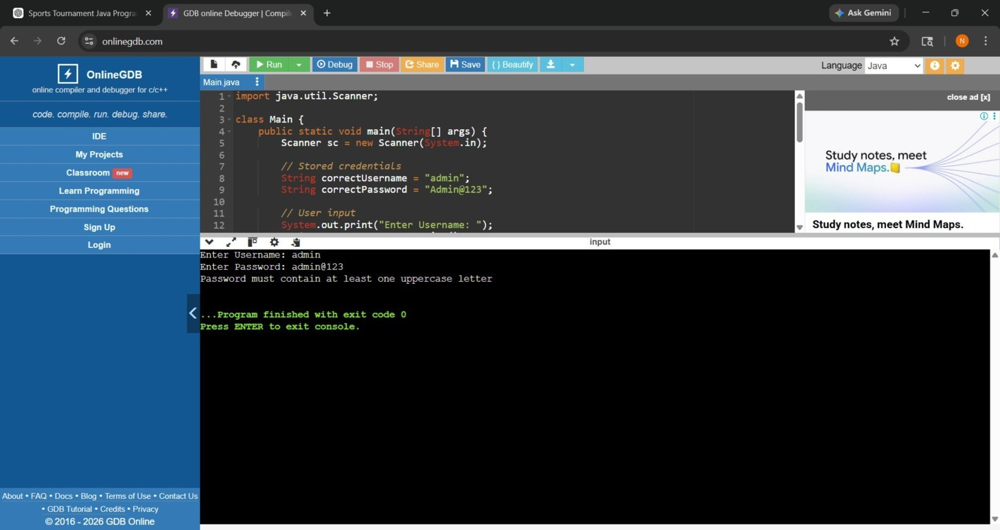 Sports Tournament Java Progra
GDB online Debugger | Compil
Ask Gemini
onlinegdb.com
N
OnlineGDB
online compiler and debugger for c/c++
code. compile. run. debug. share.
IDE
My Projects
Classroom new
Learn Programming
Programming Questions
Sign Up
Login
About • FAQ • Docs • Blog • Terms of Use • Contact Us
• GDB Tutorial • Credits • Privacy
© 2016 - 2026 GDB Online
Run Debug Stop Share Save { } Beautify
Language Java
Main.java
1 import java.util.Scanner;
2
3 class Main {
4 public static void main(String[] args) {
5 Scanner sc = new Scanner(System.in);
6
7 // Stored credentials
8 String correctUsername = "admin";
9 String correctPassword = "Admin@123";
10
11 // User input
12 System.out.print("Enter Username: ");
close ad [x]
Study notes, meet
Mind Maps.
Study notes, meet Mind Maps.
input
Enter Username: admin
Enter Password: admin@123
Password must contain at least one uppercase letter
...Program finished with exit code 0
Press ENTER to exit console.